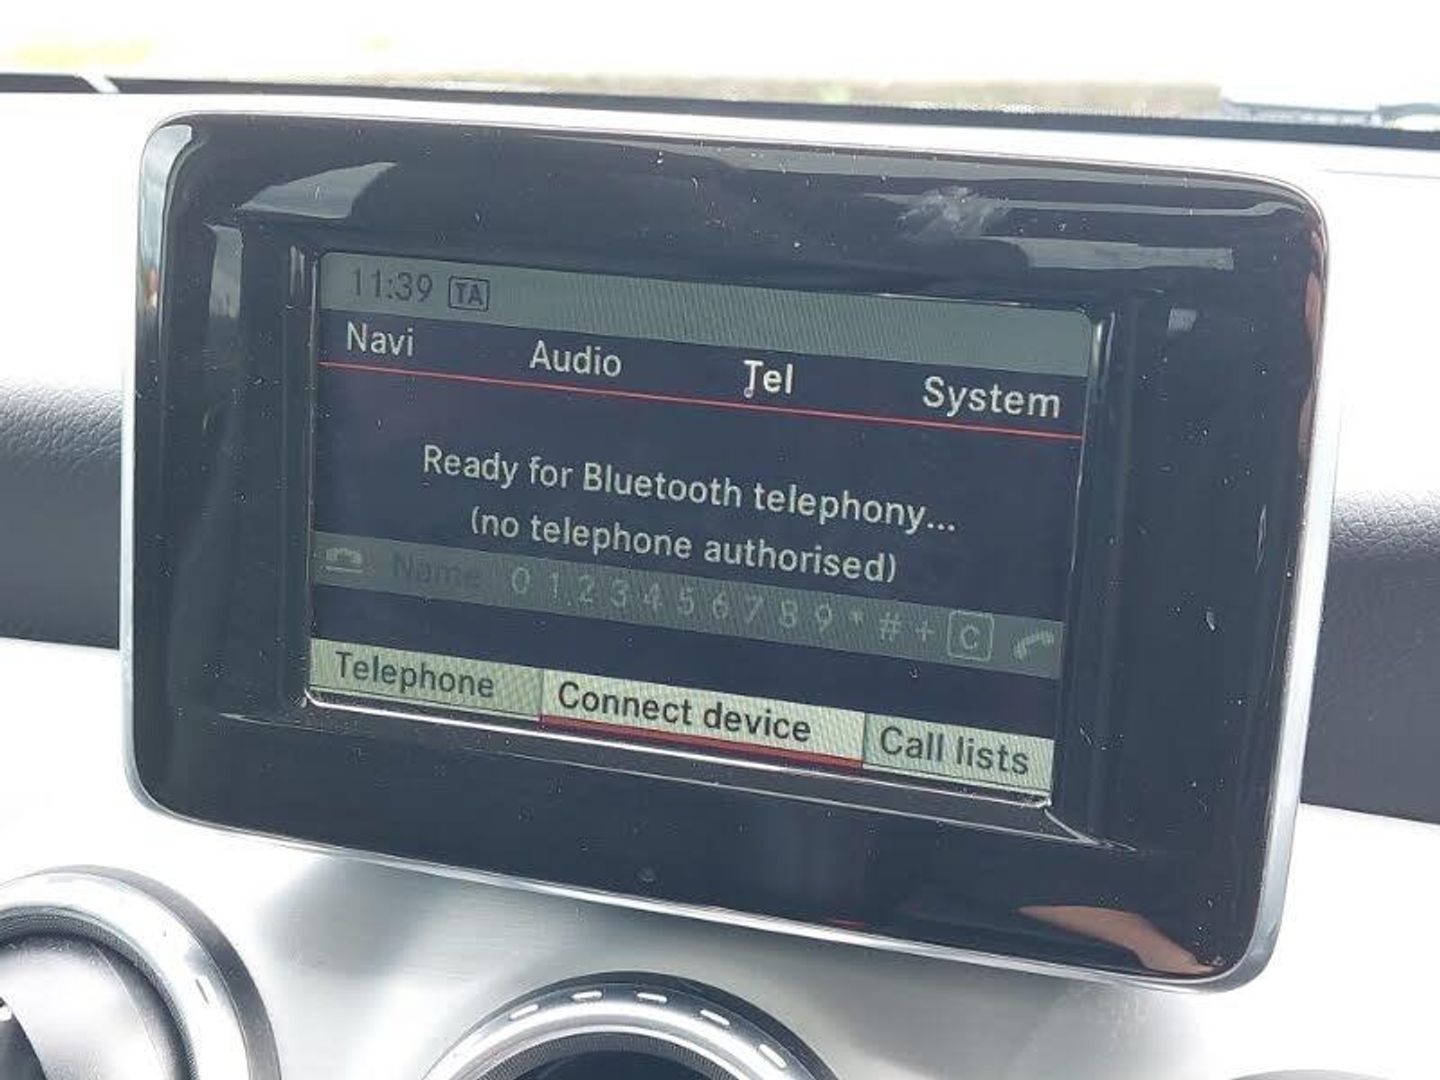 11:39 TA
Navi Audio Tel System
Ready for Bluetooth telephony...
(no telephone authorised)
Name 0 1 2 3 4 5 6 7 8 9 * # + C
Telephone Connect device Call lists